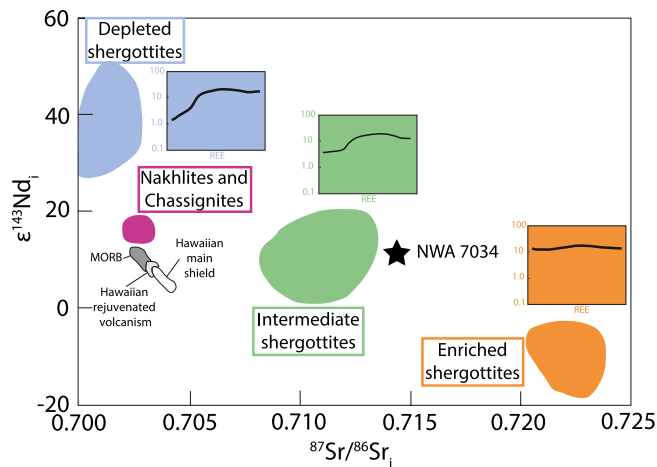 60
40
20
0
-20
ε¹⁴³Ndᵢ
Depleted
shergottites
100
10
1.0
0.1
REE
100
10
1.0
0.1
REE
Nakhlites and
Chassignites
MORB
Hawaiian
main
shield
Hawaiian
rejuvenated
volcanism
NWA 7034
100
10
1.0
0.1
REE
Intermediate
shergottites
Enriched
shergottites
0.700
0.705
0.710
0.715
0.720
0.725
⁸⁷Sr/⁸⁶Srᵢ